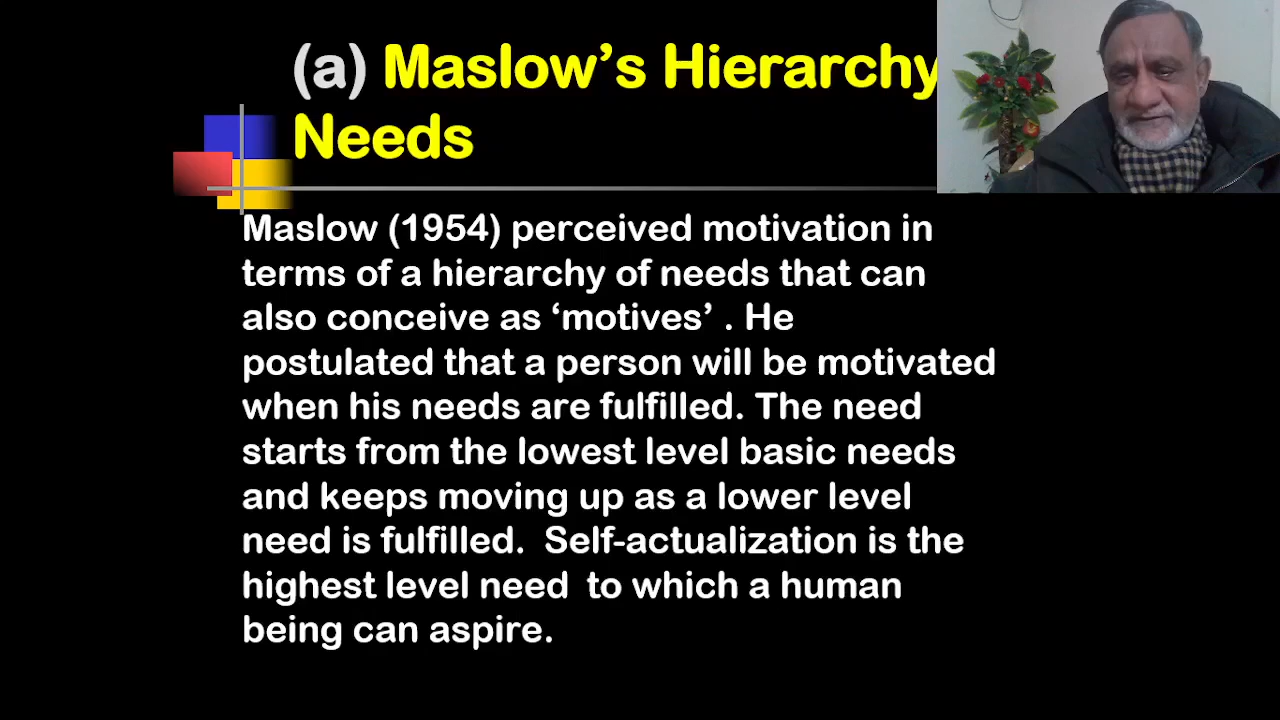 (a) Maslow’s Hierarchy
Needs
Maslow (1954) perceived motivation in
terms of a hierarchy of needs that can
also conceive as ‘motives’ . He
postulated that a person will be motivated
when his needs are fulfilled. The need
starts from the lowest level basic needs
and keeps moving up as a lower level
need is fulfilled.  Self-actualization is the
highest level need  to which a human
being can aspire.